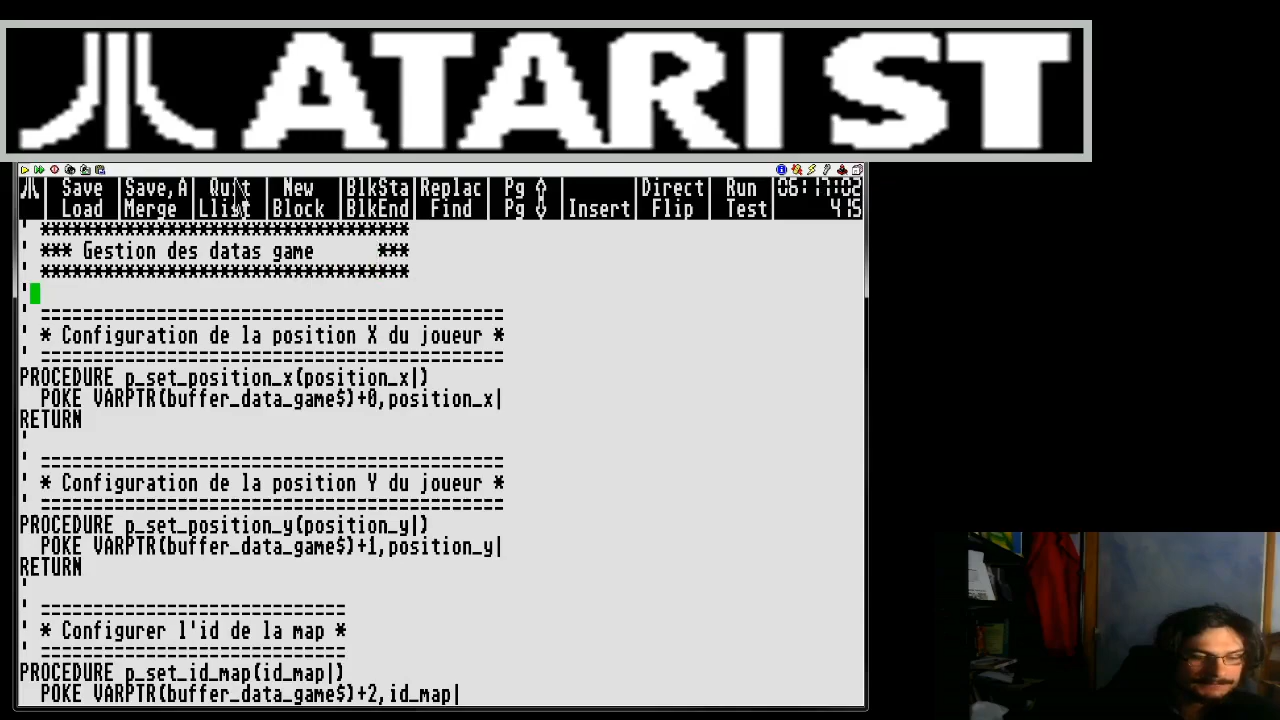 ATARI ST
Save Save,A Quit New BlkSta Replac Pg ⇧ Direct Run 06:17:02
Load Merge Llist Block BlkEnd Find Pg ⇩ Insert Flip Test 415
' *********************************
' *** Gestion des datas game ***
' *********************************
'
' ============================================
' * Configuration de la position X du joueur *
' ============================================
PROCEDURE p_set_position_x(position_x|)
POKE VARPTR(buffer_data_game$)+0,position_x|
RETURN
'
' ============================================
' * Configuration de la position Y du joueur *
' ============================================
PROCEDURE p_set_position_y(position_y|)
POKE VARPTR(buffer_data_game$)+1,position_y|
RETURN
'
' =============================
' * Configurer l'id de la map *
' =============================
PROCEDURE p_set_id_map(id_map|)
POKE VARPTR(buffer_data_game$)+2,id_map|